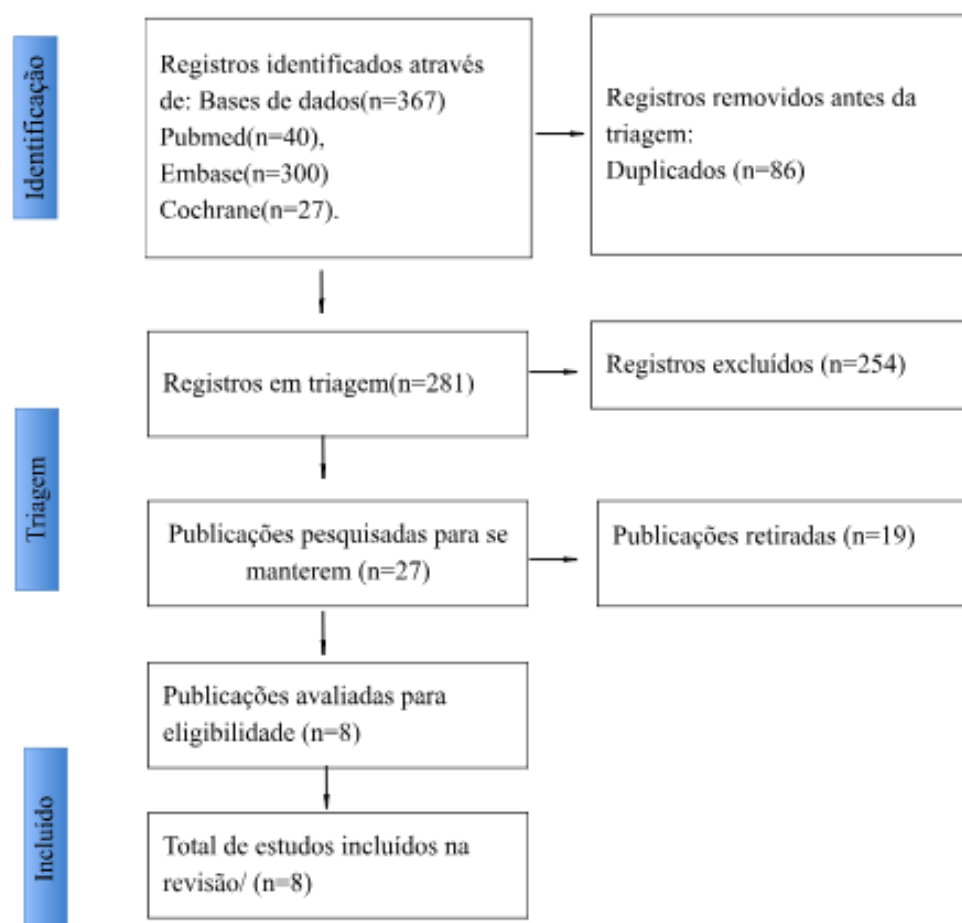 Identificação
Registros identificados através
de: Bases de dados(n=367)
Pubmed(n=40),
Embase(n=300)
Cochrane(n=27).
Registros removidos antes da
triagem:
Duplicados (n=86)
Triagem
Registros em triagem(n=281)
Registros excluídos (n=254)
Publicações pesquisadas para se
manterem (n=27)
Publicações retiradas (n=19)
Publicações avaliadas para
eligibilidade (n=8)
Incluído
Total de estudos incluídos na
revisão/ (n=8)